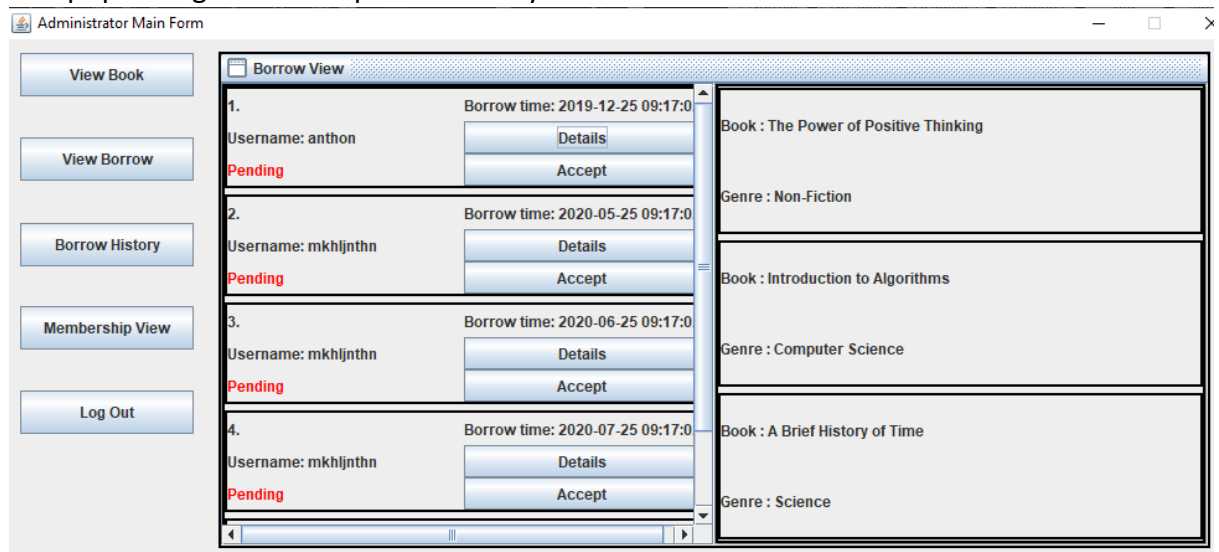 Administrator Main Form
View Book
View Borrow
Borrow History
Membership View
Log Out
Borrow View
1.
Borrow time: 2019-12-25 09:17:0
Username: anthon
Details
Pending
Accept
2.
Borrow time: 2020-05-25 09:17:0
Username: mkhljnthn
Details
Pending
Accept
3.
Borrow time: 2020-06-25 09:17:0
Username: mkhljnthn
Details
Pending
Accept
4.
Borrow time: 2020-07-25 09:17:0
Username: mkhljnthn
Details
Pending
Accept
Book : The Power of Positive Thinking
Genre : Non-Fiction
Book : Introduction to Algorithms
Genre : Computer Science
Book : A Brief History of Time
Genre : Science